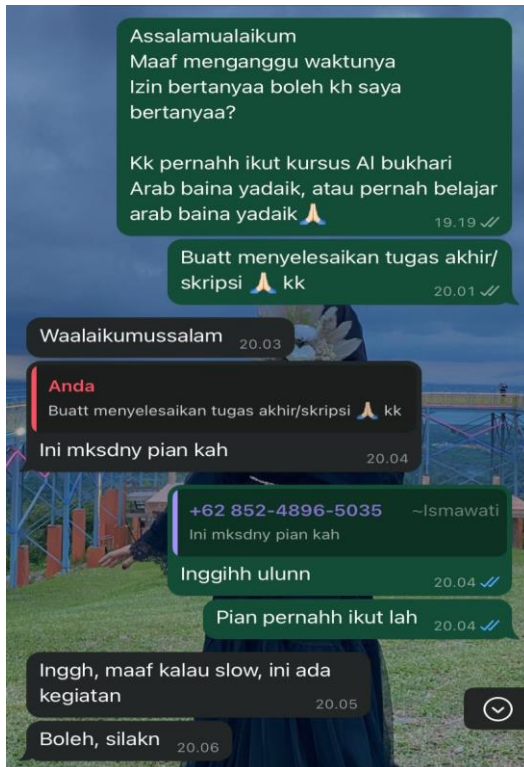 Assalamualaikum
Maaf menganggu waktunya
Izin bertanyaa boleh kh saya
bertanyaa?
Kk pernahh ikut kursus Al bukhari
Arab baina yadaik, atau pernah belajar
arab baina yadaik 🙏🏻
19.19
Buatt menyelesaikan tugas akhir/
skripsi 🙏🏻 kk
20.01
Waalaikumussalam 20.03
Anda
Buatt menyelesaikan tugas akhir/skripsi 🙏🏻 kk
Ini mksdny pian kah
20.04
+62 852-4896-5035 ~Ismawati
Ini mksdny pian kah
Inggihh ulunn
20.04
Pian pernahh ikut lah 20.04
Inggh, maaf kalau slow, ini ada
kegiatan
20.05
Boleh, silakn 20.06